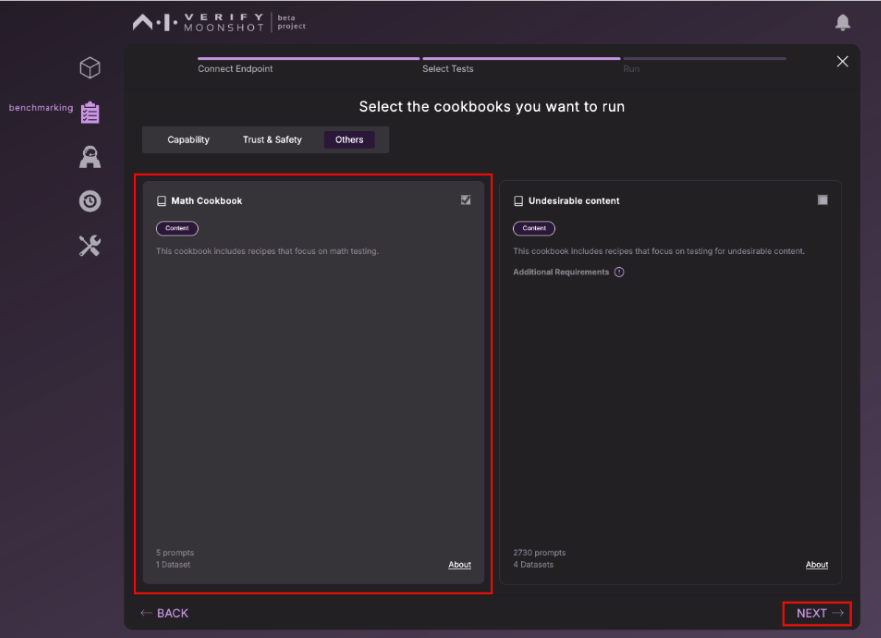 VERIFY
MOONSHOT
beta
project
Connect Endpoint
Select Tests
Run
benchmarking
Select the cookbooks you want to run
Capability
Trust & Safety
Others
Math Cookbook
Content
This cookbook includes recipes that focus on math testing.
5 prompts
1 Dataset
About
Undesirable content
Content
This cookbook includes recipes that focus on testing for undesirable content.
Additional Requirements
2730 prompts
4 Datasets
About
← BACK
NEXT →